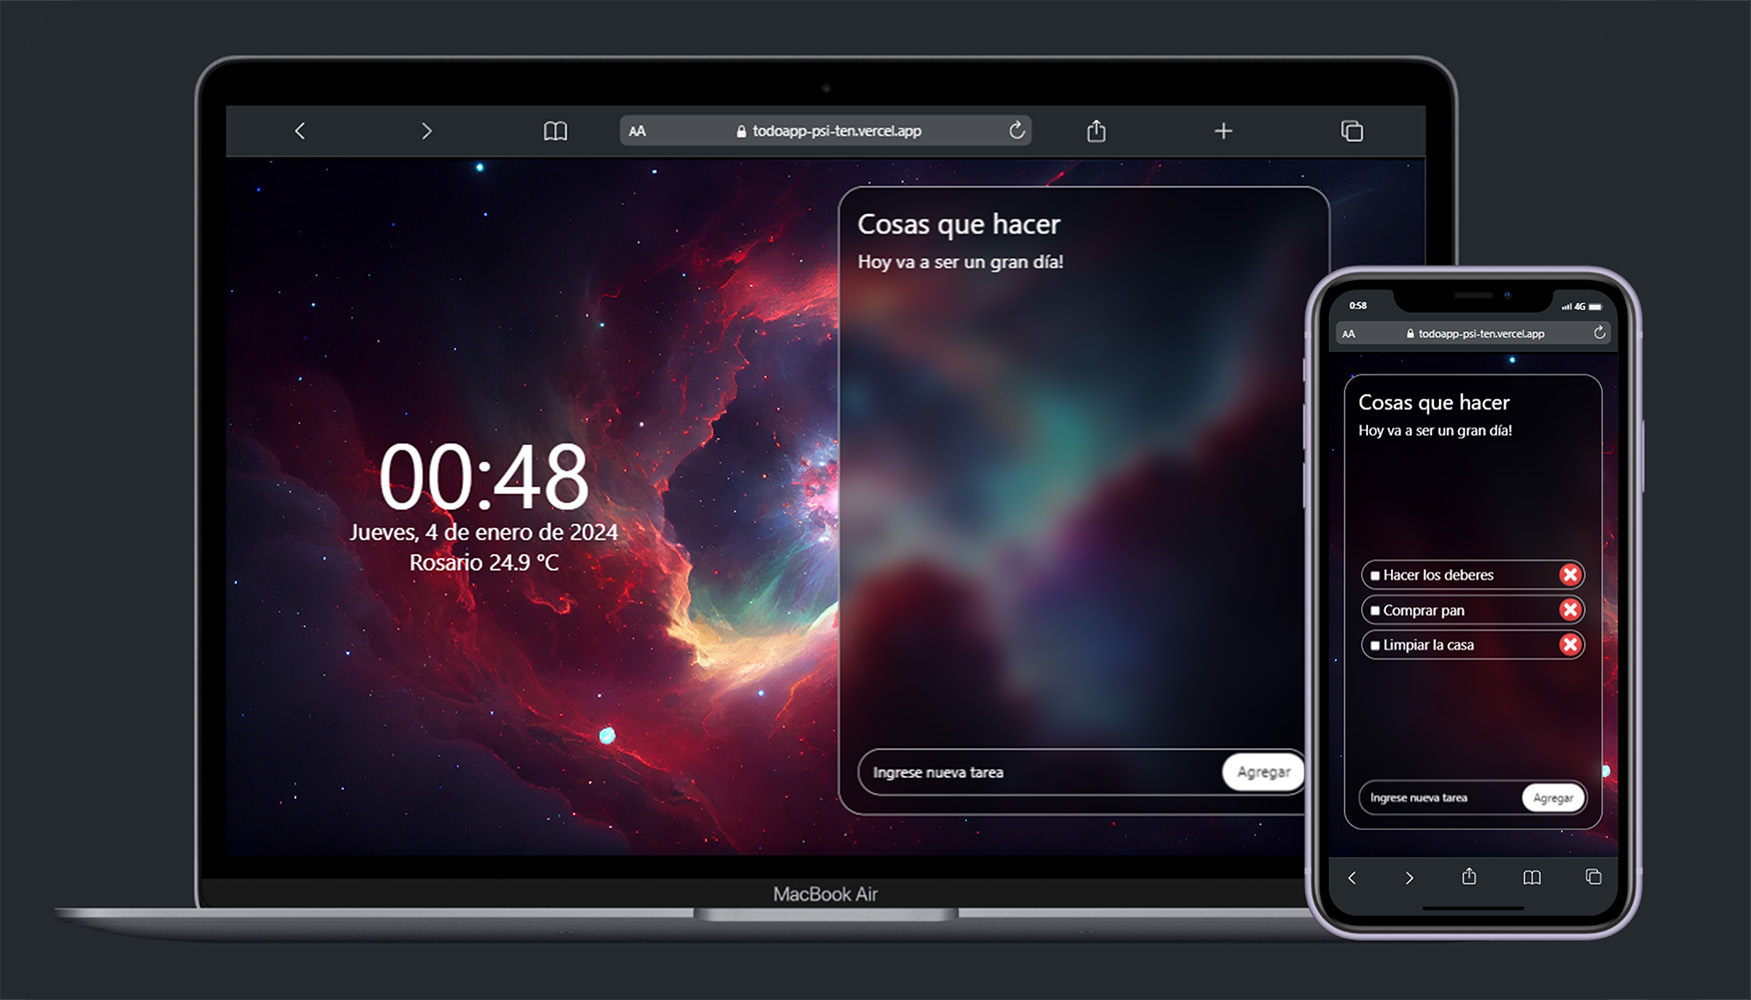 AA todoapp-psi-ten.vercel.app
Cosas que hacer
Hoy va a ser un gran día!
00:48
Jueves, 4 de enero de 2024
Rosario 24.9 °C
Ingrese nueva tarea Agregar
MacBook Air
0:58 4G
AA todoapp-psi-ten.vercel.app
Cosas que hacer
Hoy va a ser un gran día!
Hacer los deberes
Comprar pan
Limpiar la casa
Ingrese nueva tarea Agregar